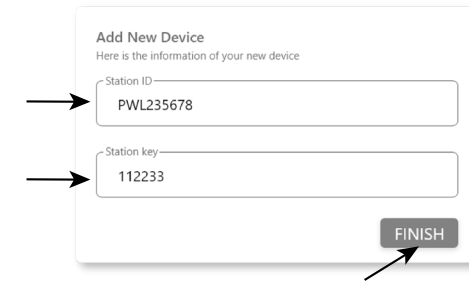 Add New Device
Here is the information of your new device
Station ID
PWL235678
Station key
112233
FINISH